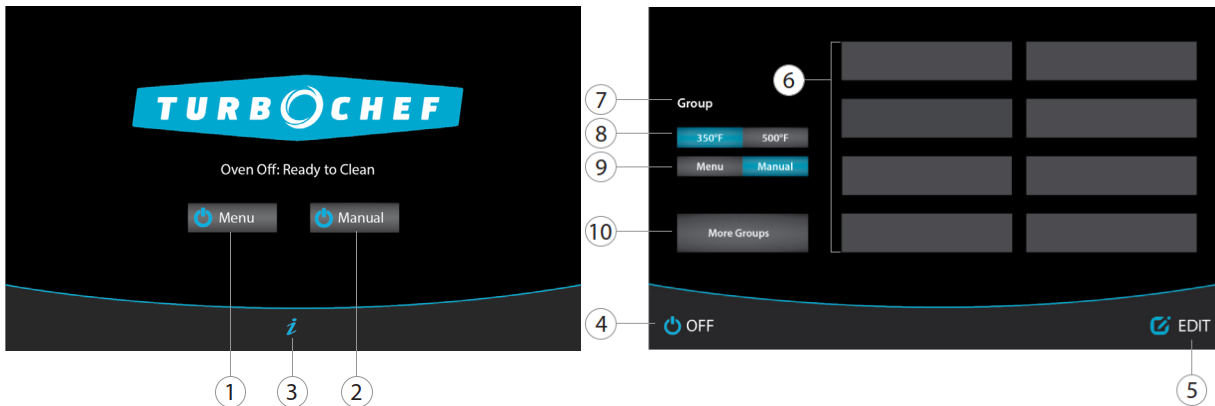 TURBOCHEF
Oven Off: Ready to Clean
Menu
Manual
i
1
3
2
6
7
Group
8
350°F
500°F
9
Menu
Manual
10
More Groups
4
OFF
EDIT
5